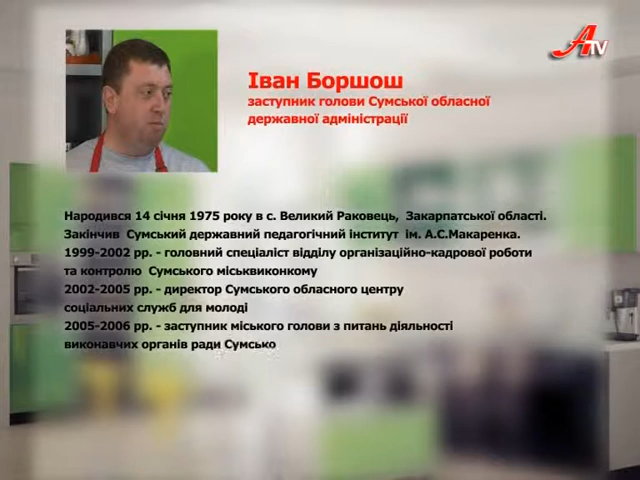 ATV
Іван Боршош
заступник голови Сумської обласної
державної адміністрації
Народився 14 січня 1975 року в с. Великий Раковець, Закарпатської області.
Закінчив Сумський державний педагогічний інститут ім. А.С.Макаренка.
1999-2002 рр. - головний спеціаліст відділу організаційно-кадрової роботи
та контролю Сумського міськвиконкому
2002-2005 рр. - директор Сумського обласного центру
соціальних служб для молоді
2005-2006 рр. - заступник міського голови з питань діяльності
виконавчих органів ради Сумсько